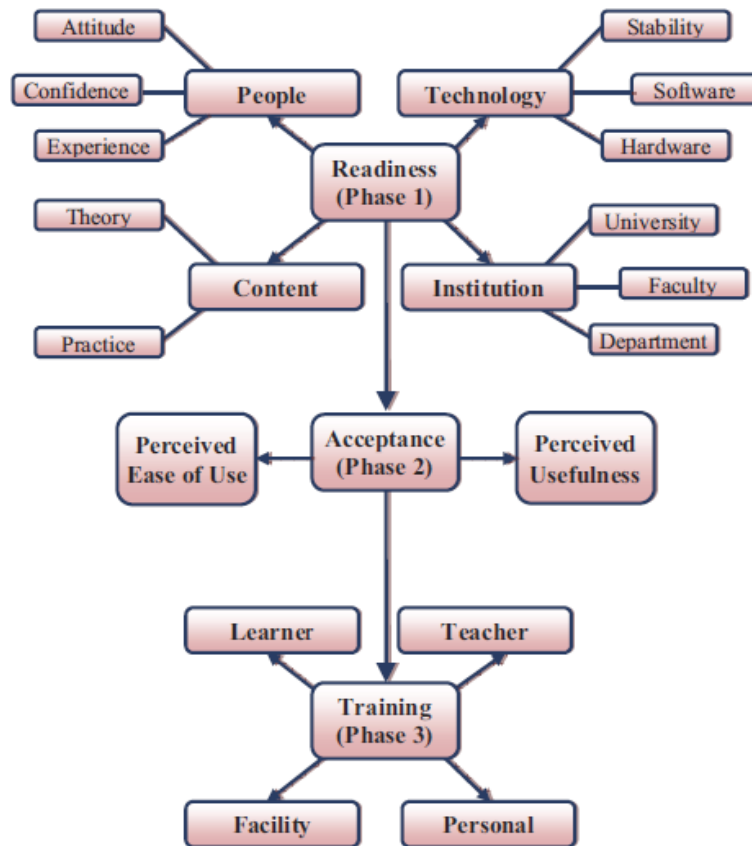 Attitude
Stability
People
Technology
Confidence
Software
Experience
Hardware
Readiness
(Phase 1)
Theory
University
Content
Institution
Faculty
Practice
Department
Perceived
Ease of Use
Acceptance
(Phase 2)
Perceived
Usefulness
Learner
Teacher
Training
(Phase 3)
Facility
Personal